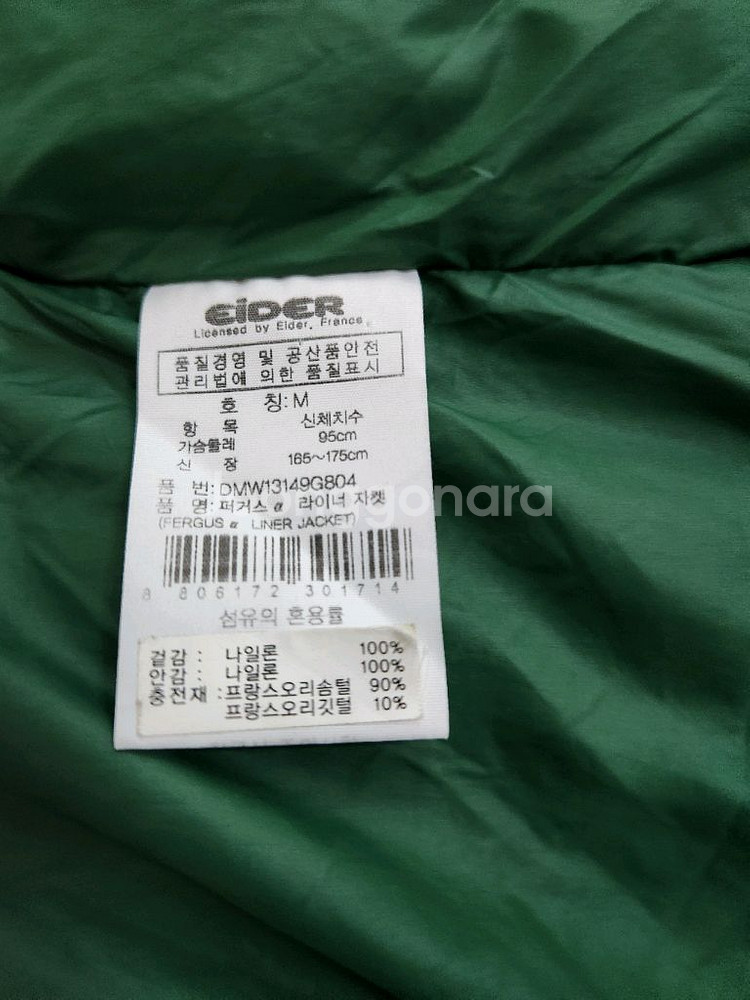 EiDER
Licensed by Eider, France.
품질경영 및 공산품안전
관리법에 의한 품질표시
호 칭: M
항 목 신체치수
가슴둘레 95cm
신 장 165~175cm
품 번: DMW13149G804
품 명: 퍼거스 α 라이너 자켓
(FERGUS α LINER JACKET)
8 806172 301714
섬유의 혼용률
겉감 : 나일론 100%
안감 : 나일론 100%
충전재 : 프랑스오리솜털 90%
프랑스오리깃털 10%